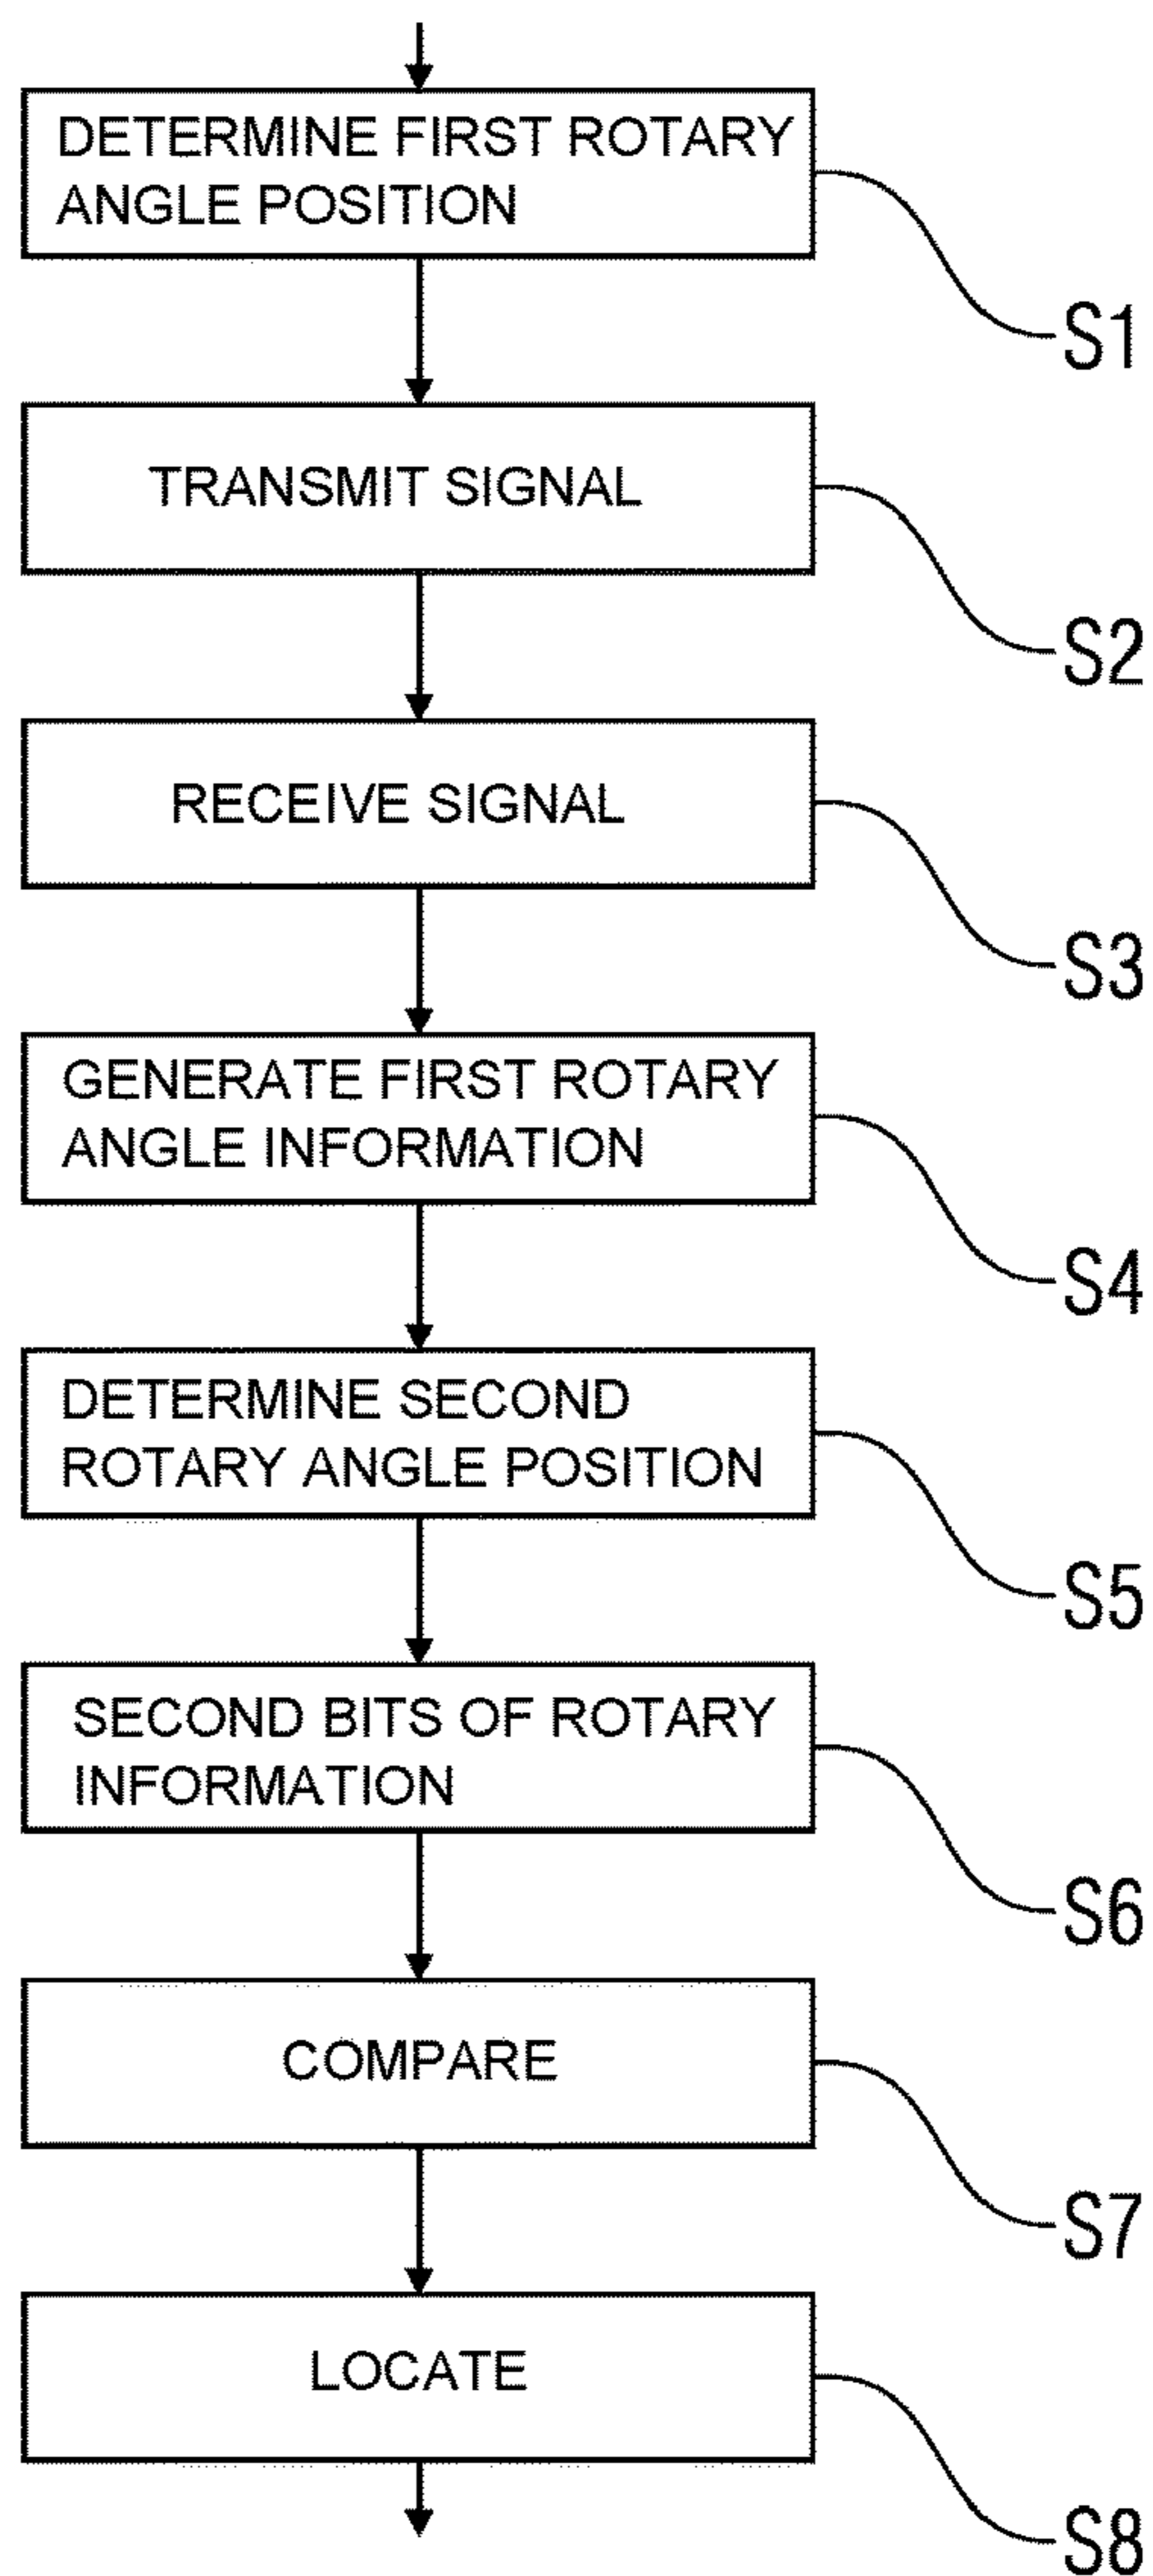 DETERMINE FIRST ROTARY
ANGLE POSITION
S1
TRANSMIT SIGNAL
S2
RECEIVE SIGNAL
S3
GENERATE FIRST ROTARY
ANGLE INFORMATION
S4
DETERMINE SECOND
ROTARY ANGLE POSITION
S5
SECOND BITS OF ROTARY
INFORMATION
S6
COMPARE
S7
LOCATE
S8